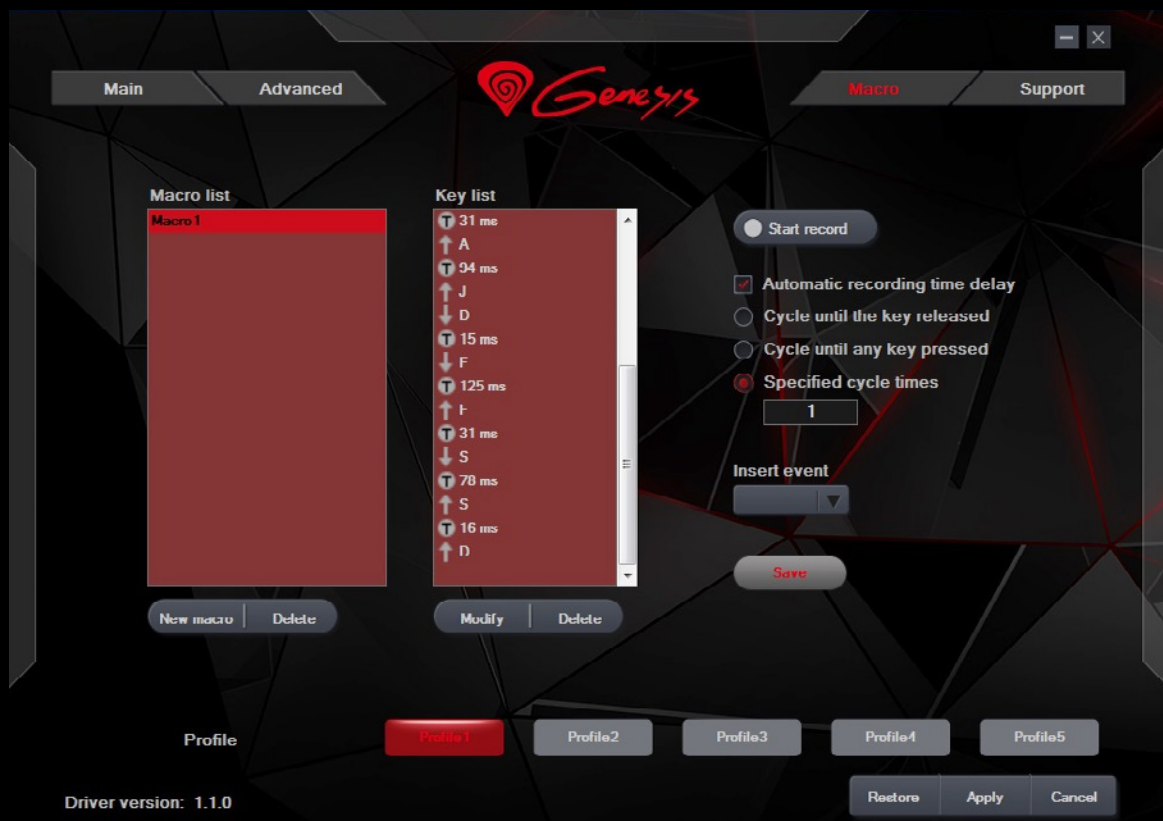 Main
Advanced
Genesis
Macro
Support
Macro list
Macro1
Key list
T 31 ms
A
T 94 ms
J
D
T 15 ms
F
T 125 ms
F
T 31 ms
S
T 78 ms
S
T 16 ms
D
Start record
Automatic recording time delay
Cycle until the key released
Cycle until any key pressed
Specified cycle times
1
Insert event
Save
New macro Delete
Modify Delete
Profile Profile1 Profile2 Profile3 Profile4 Profile5
Driver version: 1.1.0
Restore Apply Cancel